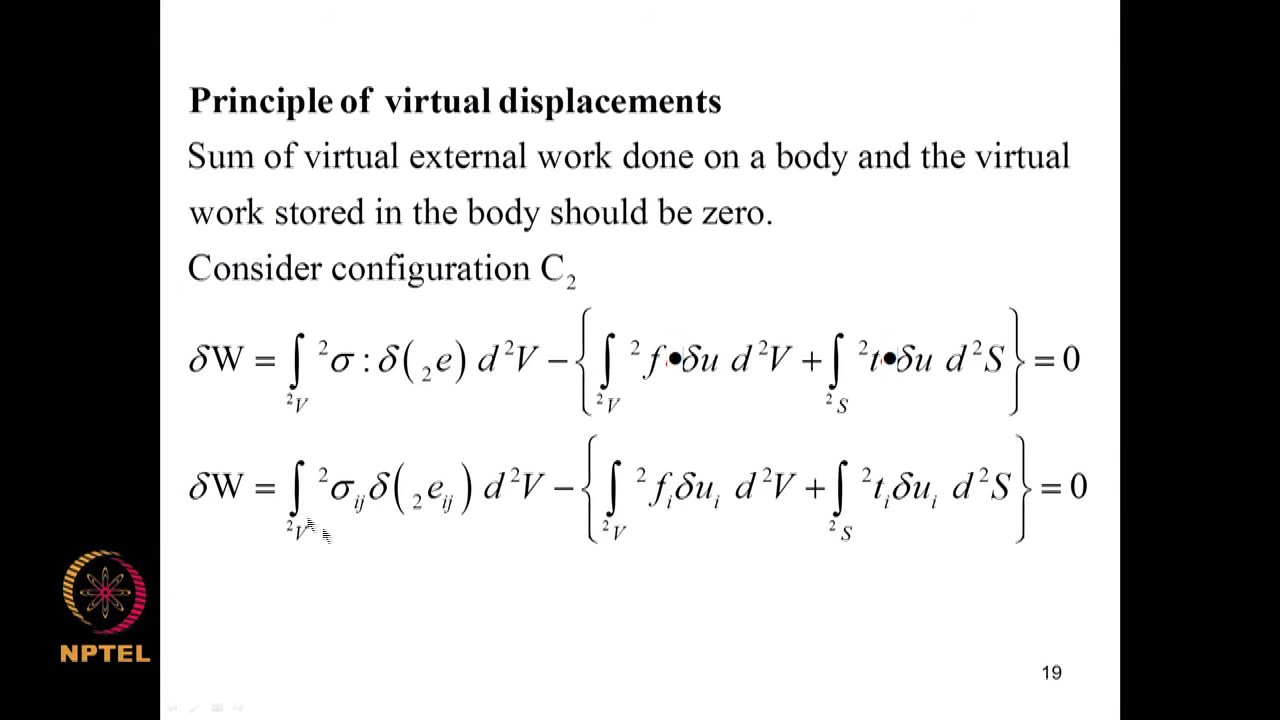 Principle of virtual displacements
Sum of virtual external work done on a body and the virtual
work stored in the body should be zero.
Consider configuration C₂
δW = ∫_{²V} ²σ : δ(₂e) d²V − { ∫_{²V} ²f•δu d²V + ∫_{²S} ²t•δu d²S } = 0
δW = ∫_{²V} ²σᵢⱼδ(₂eᵢⱼ) d²V − { ∫_{²V} ²fᵢδuᵢ d²V + ∫_{²S} ²tᵢδuᵢ d²S } = 0
NPTEL
19